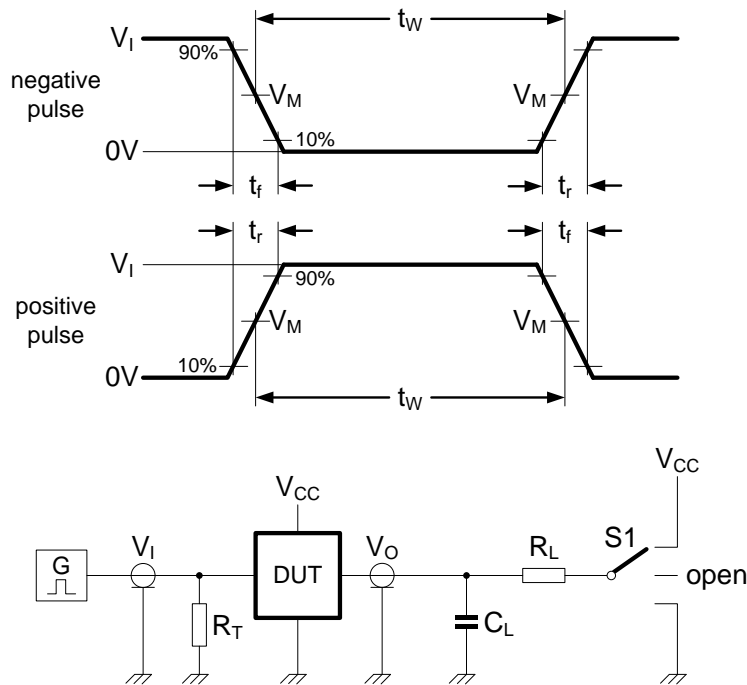 V_I
t_W
90%
negative
pulse
V_M
V_M
0V
10%
t_f
t_r
t_r
t_f
V_I
90%
positive
pulse
V_M
V_M
10%
0V
t_W
V_CC
V_CC
V_I
V_O
R_L
S1
G
DUT
open
R_T
C_L